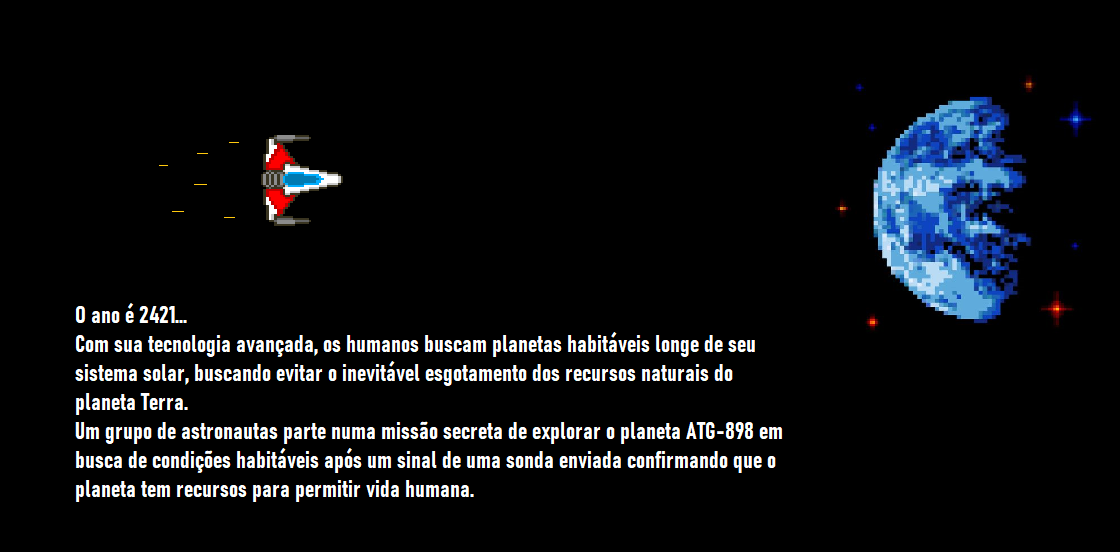 O ano é 2421...
Com sua tecnologia avançada, os humanos buscam planetas habitáveis longe de seu
sistema solar, buscando evitar o inevitável esgotamento dos recursos naturais do
planeta Terra.
Um grupo de astronautas parte numa missão secreta de explorar o planeta ATG-898 em
busca de condições habitáveis após um sinal de uma sonda enviada confirmando que o
planeta tem recursos para permitir vida humana.